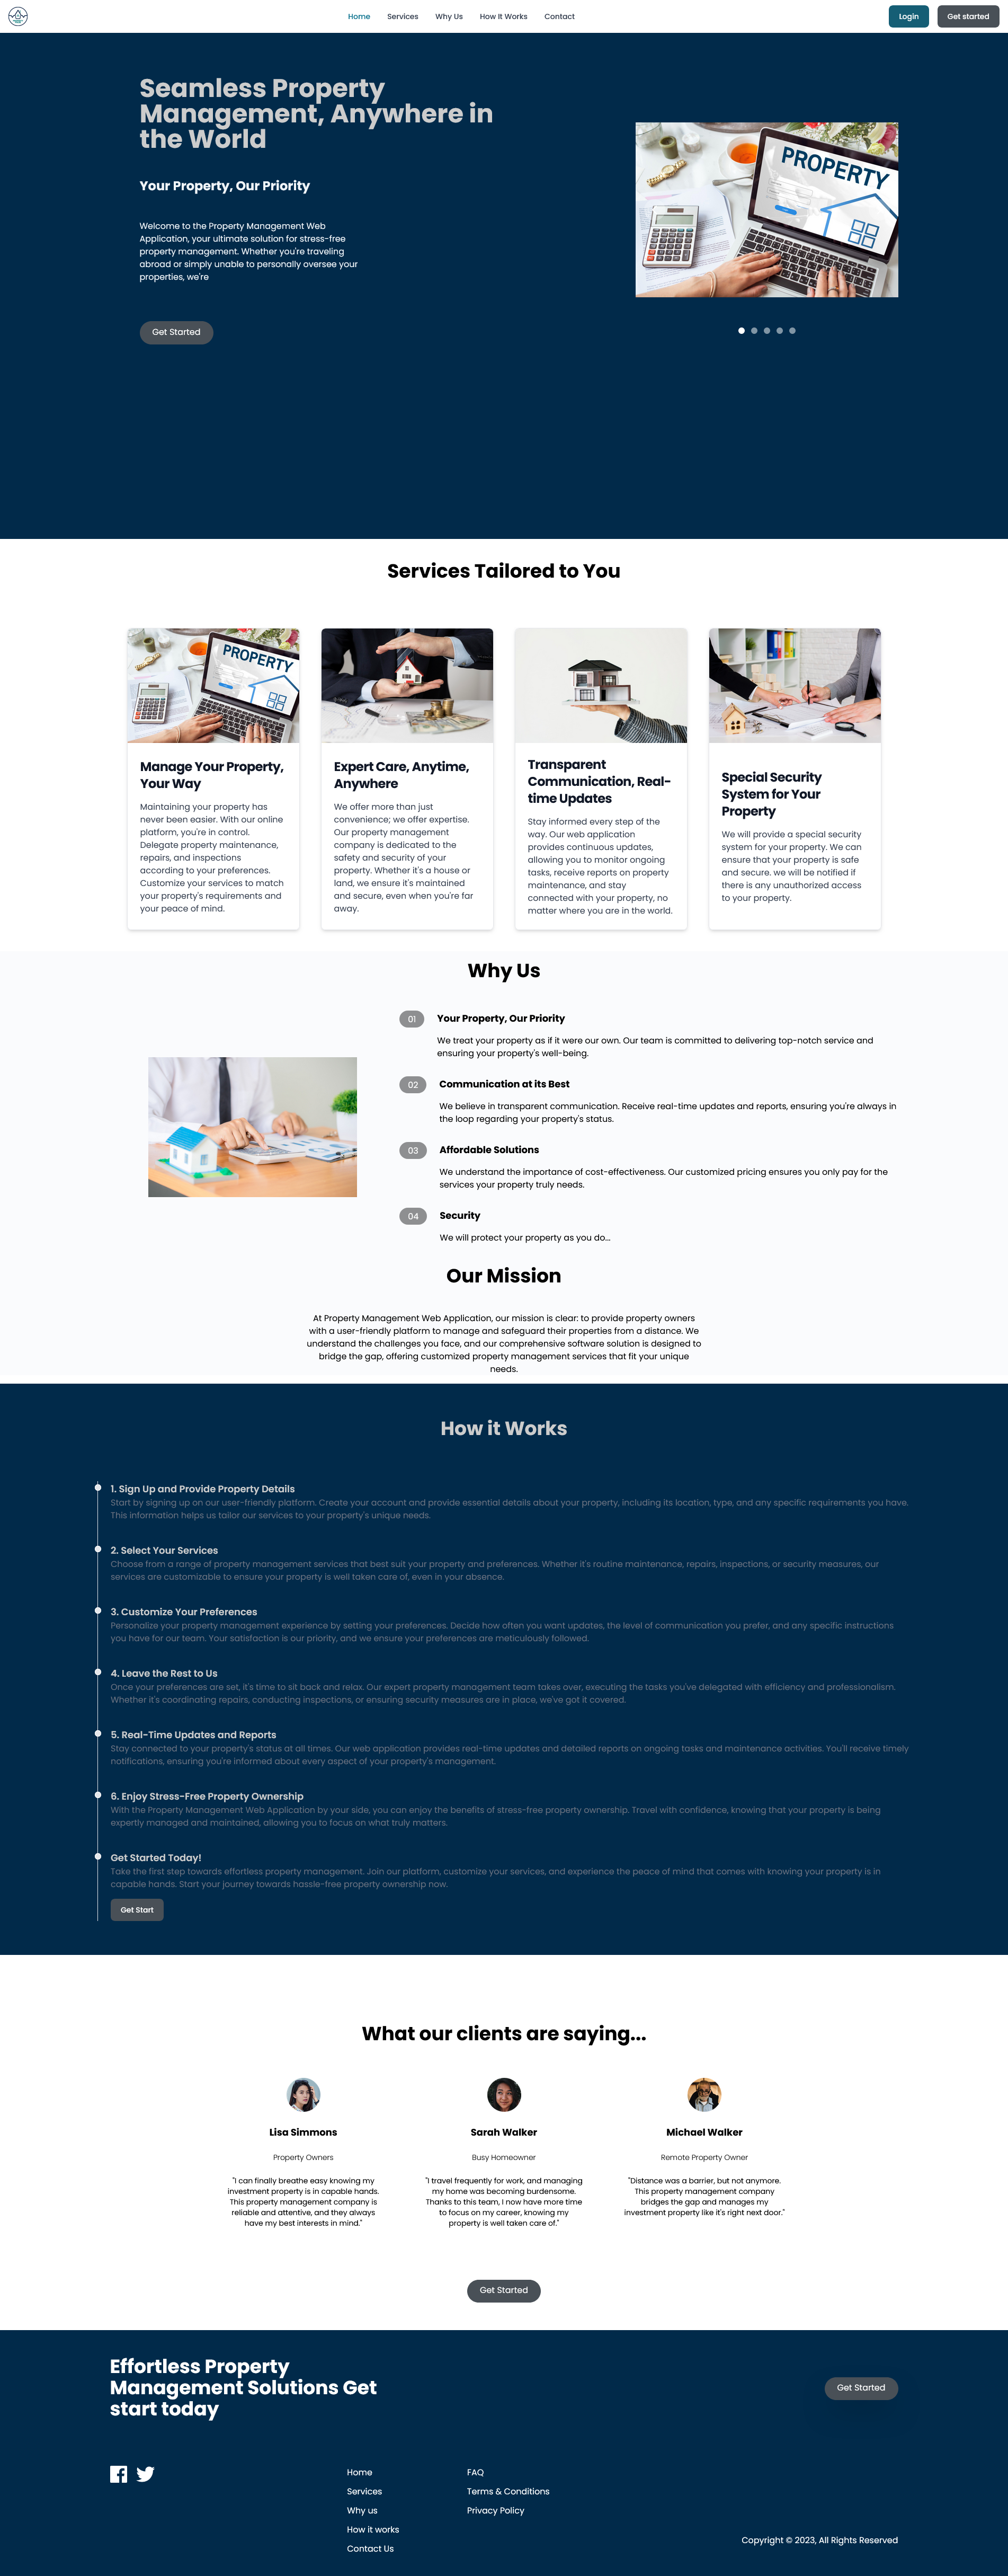 Home Services Why Us How It Works Contact Login Get started
Seamless Property
Management, Anywhere in
the World
Your Property, Our Priority
Welcome to the Property Management Web
Application, your ultimate solution for stress-free
property management. Whether you're traveling
abroad or simply unable to personally oversee your
properties, we're
Get Started
PROPERTY
Services Tailored to You
PROPERTY
Manage Your Property,
Your Way
Maintaining your property has
never been easier. With our online
platform, you're in control.
Delegate property maintenance,
repairs, and inspections
according to your preferences.
Customize your services to match
your property's requirements and
your peace of mind.
Expert Care, Anytime,
Anywhere
We offer more than just
convenience; we offer expertise.
Our property management
company is dedicated to the
safety and security of your
property. Whether it's a house or
land, we ensure it's maintained
and secure, even when you're far
away.
Transparent
Communication, Real-
time Updates
Stay informed every step of the
way. Our web application
provides continuous updates,
allowing you to monitor ongoing
tasks, receive reports on property
maintenance, and stay
connected with your property, no
matter where you are in the world.
Special Security
System for Your
Property
We will provide a special security
system for your property. We can
ensure that your property is safe
and secure. we will be notified if
there is any unauthorized access
to your property.
Why Us
01 Your Property, Our Priority
We treat your property as if it were our own. Our team is committed to delivering top-notch service and
ensuring your property's well-being.
02 Communication at its Best
We believe in transparent communication. Receive real-time updates and reports, ensuring you're always in
the loop regarding your property's status.
03 Affordable Solutions
We understand the importance of cost-effectiveness. Our customized pricing ensures you only pay for the
services your property truly needs.
04 Security
We will protect your property as you do...
Our Mission
At Property Management Web Application, our mission is clear: to provide property owners
with a user-friendly platform to manage and safeguard their properties from a distance. We
understand the challenges you face, and our comprehensive software solution is designed to
bridge the gap, offering customized property management services that fit your unique
needs.
How it Works
1. Sign Up and Provide Property Details
Start by signing up on our user-friendly platform. Create your account and provide essential details about your property, including its location, type, and any specific requirements you have.
This information helps us tailor our services to your property's unique needs.
2. Select Your Services
Choose from a range of property management services that best suit your property and preferences. Whether it's routine maintenance, repairs, inspections, or security measures, our
services are customizable to ensure your property is well taken care of, even in your absence.
3. Customize Your Preferences
Personalize your property management experience by setting your preferences. Decide how often you want updates, the level of communication you prefer, and any specific instructions
you have for our team. Your satisfaction is our priority, and we ensure your preferences are meticulously followed.
4. Leave the Rest to Us
Once your preferences are set, it's time to sit back and relax. Our expert property management team takes over, executing the tasks you've delegated with efficiency and professionalism.
Whether it's coordinating repairs, conducting inspections, or ensuring security measures are in place, we've got it covered.
5. Real-Time Updates and Reports
Stay connected to your property's status at all times. Our web application provides real-time updates and detailed reports on ongoing tasks and maintenance activities. You'll receive timely
notifications, ensuring you're informed about every aspect of your property's management.
6. Enjoy Stress-Free Property Ownership
With the Property Management Web Application by your side, you can enjoy the benefits of stress-free property ownership. Travel with confidence, knowing that your property is being
expertly managed and maintained, allowing you to focus on what truly matters.
Get Started Today!
Take the first step towards effortless property management. Join our platform, customize your services, and experience the peace of mind that comes with knowing your property is in
capable hands. Start your journey towards hassle-free property ownership now.
Get Start
What our clients are saying...
Lisa Simmons
Property Owners
"I can finally breathe easy knowing my
investment property is in capable hands.
This property management company is
reliable and attentive, and they always
have my best interests in mind."
Sarah Walker
Busy Homeowner
"I travel frequently for work, and managing
my home was becoming burdensome.
Thanks to this team, I now have more time
to focus on my career, knowing my
property is well taken care of."
Michael Walker
Remote Property Owner
"Distance was a barrier, but not anymore.
This property management company
bridges the gap and manages my
investment property like it's right next door."
Get Started
Effortless Property
Management Solutions Get
start today
Get Started
Home
Services
Why us
How it works
Contact Us
FAQ
Terms & Conditions
Privacy Policy
Copyright © 2023, All Rights Reserved